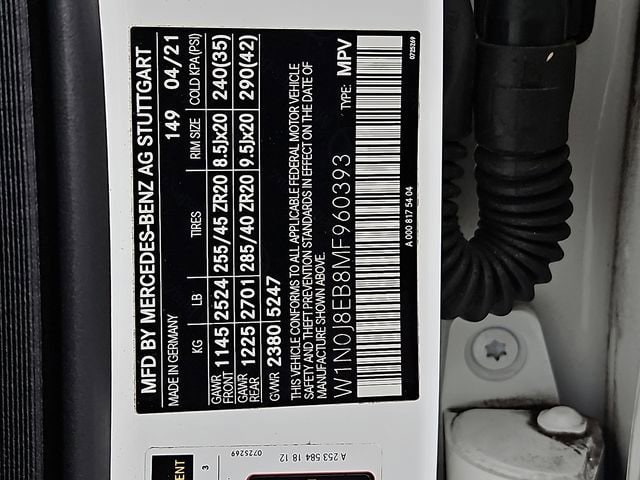 MFD BY MERCEDES-BENZ AG STUTTGART
MADE IN GERMANY 149 04/21
KG LB TIRES RIM SIZE COLD KPA (PSI)
GAWR FRONT 1145 2524 255/45 ZR20 8.5Jx20 240(35)
GAWR REAR 1225 2701 285/40 ZR20 9.5Jx20 290(42)
GVWR 2380 5247
THIS VEHICLE CONFORMS TO ALL APPLICABLE FEDERAL MOTOR VEHICLE
SAFETY AND THEFT PREVENTION STANDARDS IN EFFECT ON THE DATE OF
MANUFACTURE SHOWN ABOVE.
W1N0J8EB8MF960393 TYPE: MPV
A 000 817 54 04
0725269
A 253 584 18 12
0725269
3